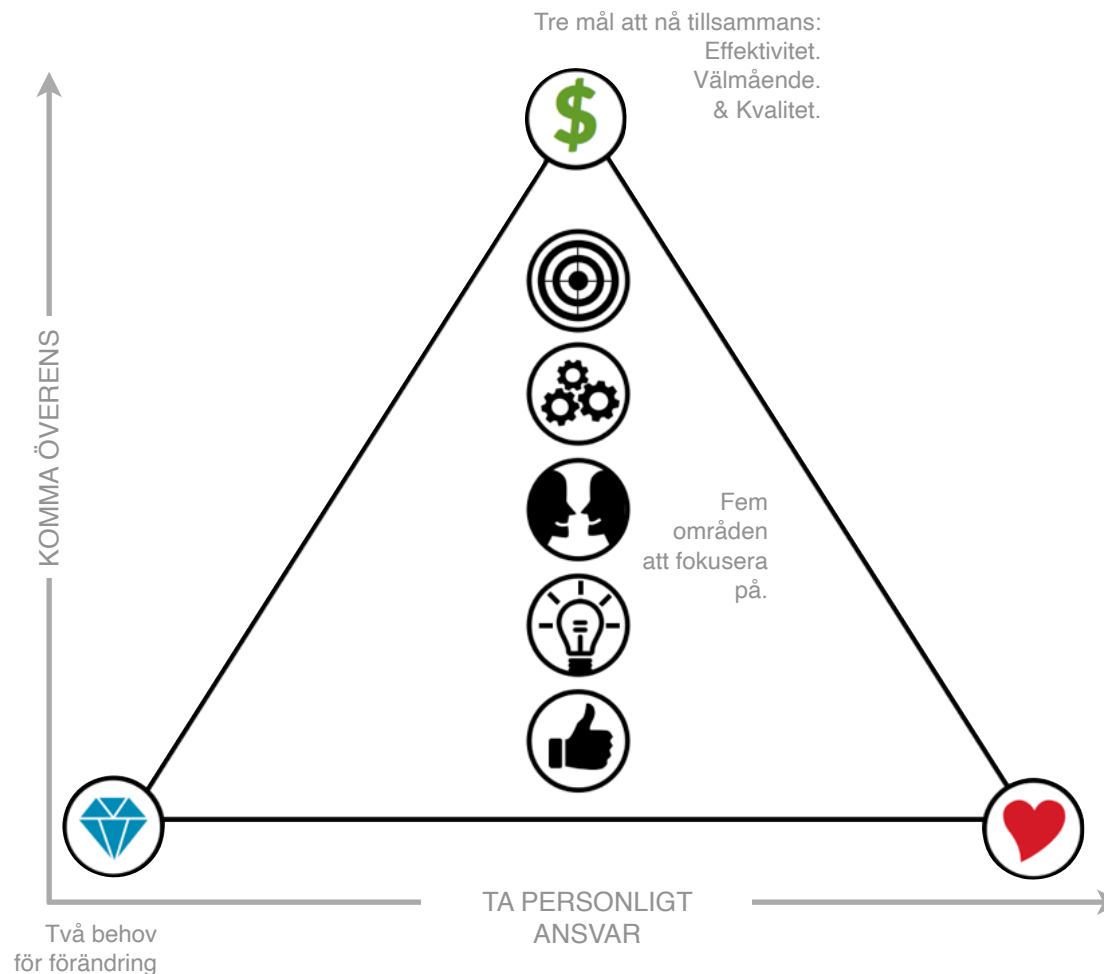 Tre mål att nå tillsammans:
Effektivitet.
Välmående.
& Kvalitet.
$
KOMMA ÖVERENS
Fem
områden
att fokusera
på.
TA PERSONLIGT
ANSVAR
Två behov
för förändring